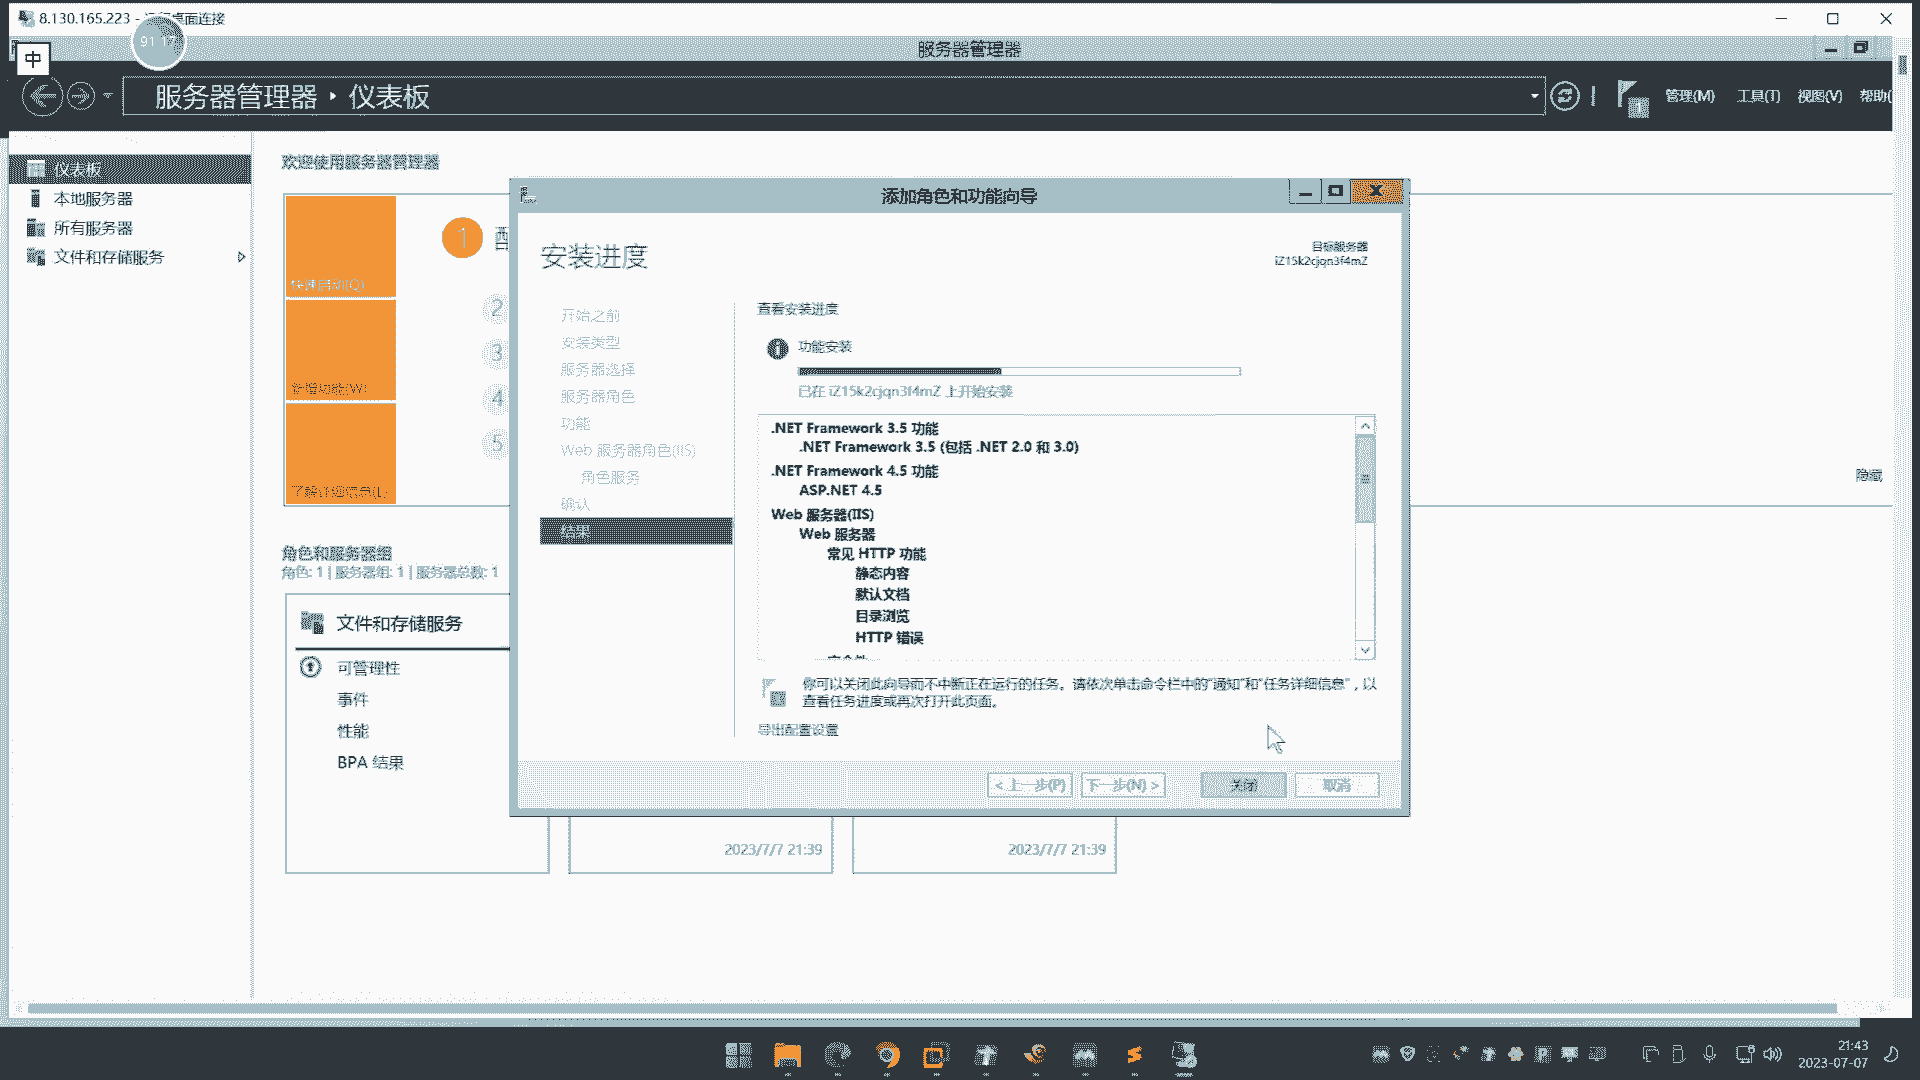 8.130.165.223 - 远程桌面连接
91 17
中
服务器管理器
服务器管理器 ‣ 仪表板
1
管理(M)
工具(T)
视图(V)
帮助(
仪表板
本地服务器
所有服务器
文件和存储服务
欢迎使用服务器管理器
快速启动(Q)
新增功能(W)
了解详细信息(L)
1
配
2
3
4
5
隐藏
角色和服务器组
角色: 1 | 服务器组: 1 | 服务器总数: 1
文件和存储服务
可管理性
事件
性能
BPA 结果
2023/7/7 21:39
2023/7/7 21:39
添加角色和功能向导
安装进度
目标服务器
iZ15k2cjqn3f4mZ
开始之前
安装类型
服务器选择
服务器角色
功能
Web 服务器角色(IIS)
角色服务
确认
结果
查看安装进度
功能安装
已在 iZ15k2cjqn3f4mZ 上开始安装
.NET Framework 3.5 功能
.NET Framework 3.5 (包括 .NET 2.0 和 3.0)
.NET Framework 4.5 功能
ASP.NET 4.5
Web 服务器(IIS)
Web 服务器
常见 HTTP 功能
静态内容
默认文档
目录浏览
HTTP 错误
你可以关闭此向导而不中断正在运行的任务。请依次单击命令栏中的"通知"和"任务详细信息"，以
查看任务进度或再次打开此页面。
导出配置设置
< 上一步(P)
下一步(N) >
关闭
取消
21:43
2023-07-07